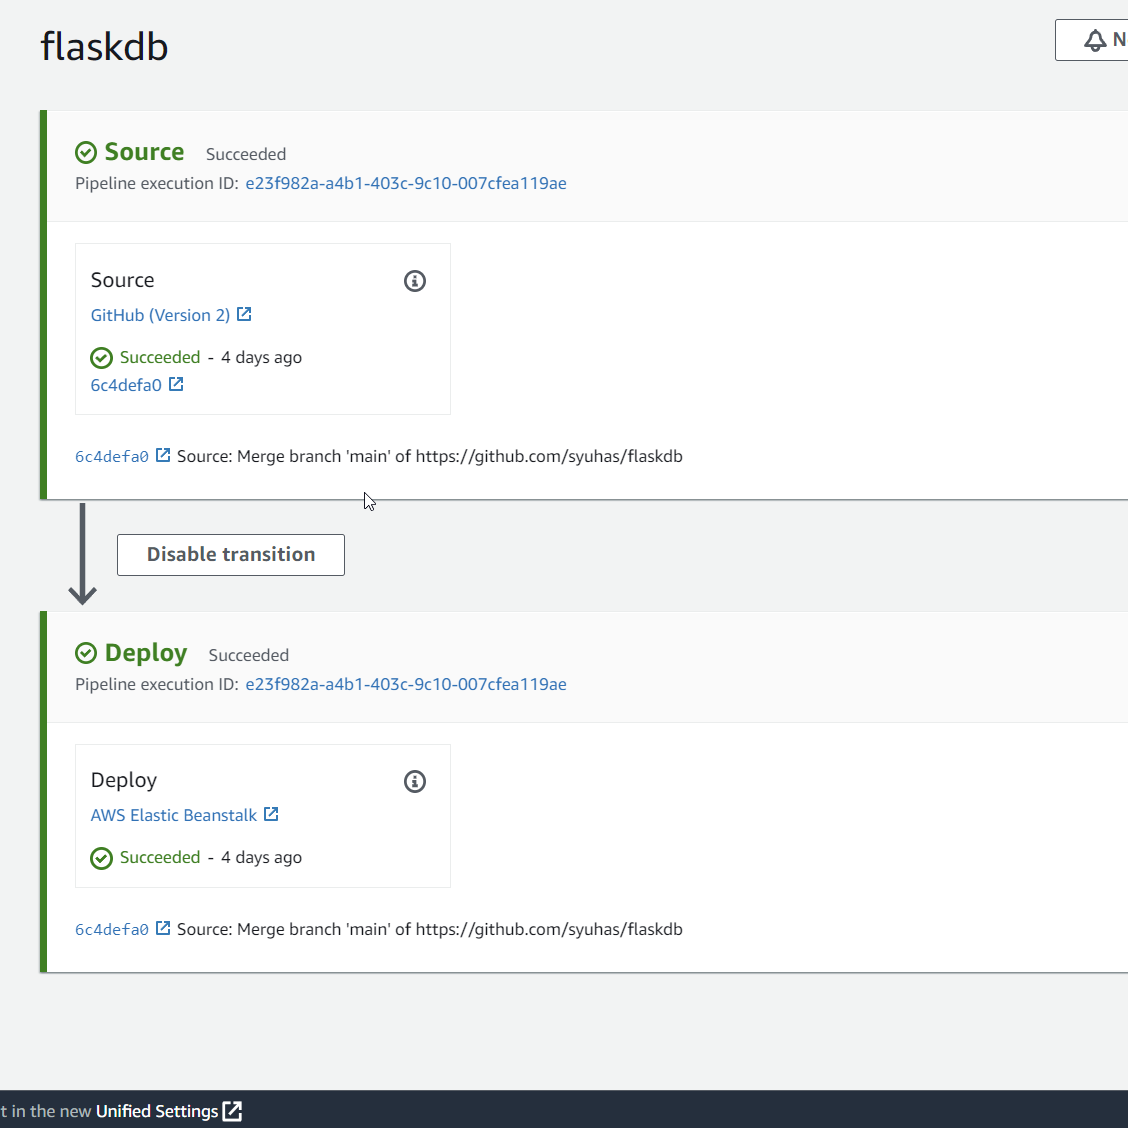 flaskdb
N
Source Succeeded
Pipeline execution ID: e23f982a-a4b1-403c-9c10-007cfea119ae
Source
GitHub (Version 2)
Succeeded - 4 days ago
6c4defa0
6c4defa0 Source: Merge branch 'main' of https://github.com/syuhas/flaskdb
Disable transition
Deploy Succeeded
Pipeline execution ID: e23f982a-a4b1-403c-9c10-007cfea119ae
Deploy
AWS Elastic Beanstalk
Succeeded - 4 days ago
6c4defa0 Source: Merge branch 'main' of https://github.com/syuhas/flaskdb
t in the new Unified Settings